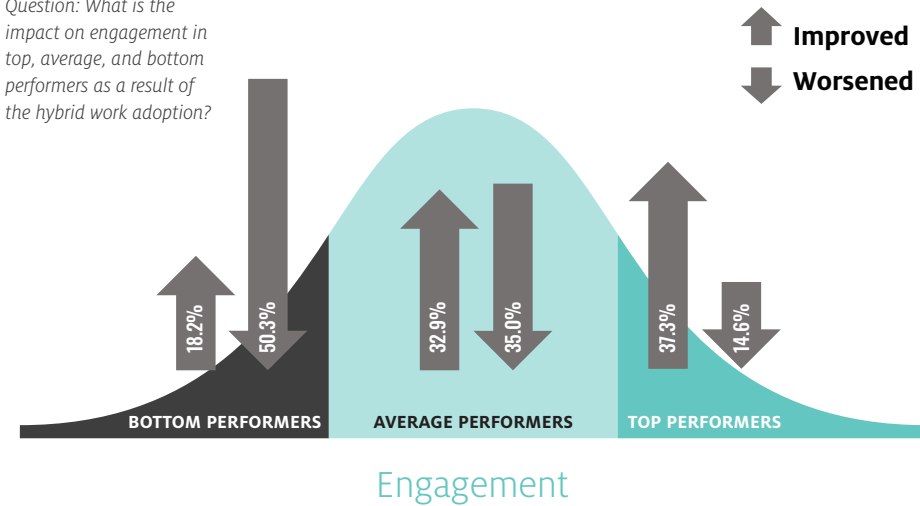 Question: What is the
impact on engagement in
top, average, and bottom
performers as a result of
the hybrid work adoption?
Improved
Worsened
18.2%
50.3%
32.9%
35.0%
37.3%
14.6%
BOTTOM PERFORMERS
AVERAGE PERFORMERS
TOP PERFORMERS
Engagement